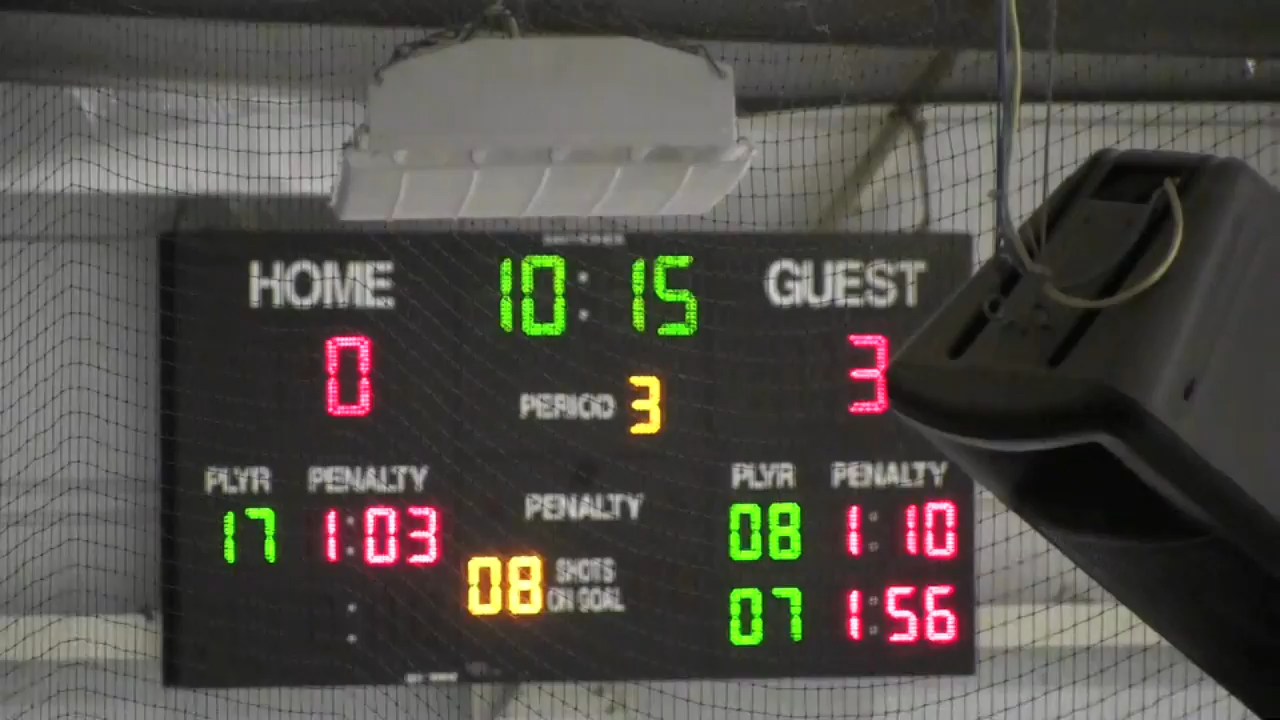 HOME 10:15 GUEST
0 3
PERIOD 3
PLYR PENALTY PLYR PENALTY
17 1:03 PENALTY 08 1:10
08 SHOTS ON GOAL 07 1:56
: